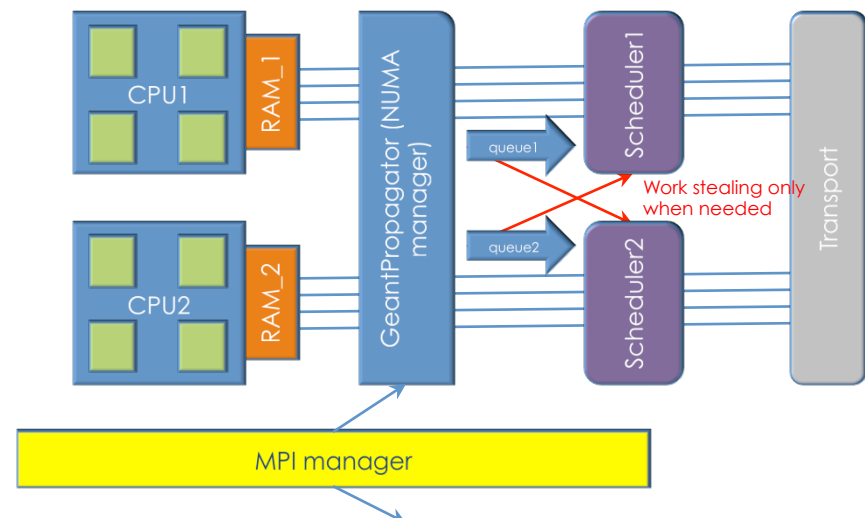 CPU1
RAM_1
GeantPropagator (NUMA
manager)
queue1
Scheduler1
Work stealing only
when needed
Transport
CPU2
RAM_2
queue2
Scheduler2
MPI manager